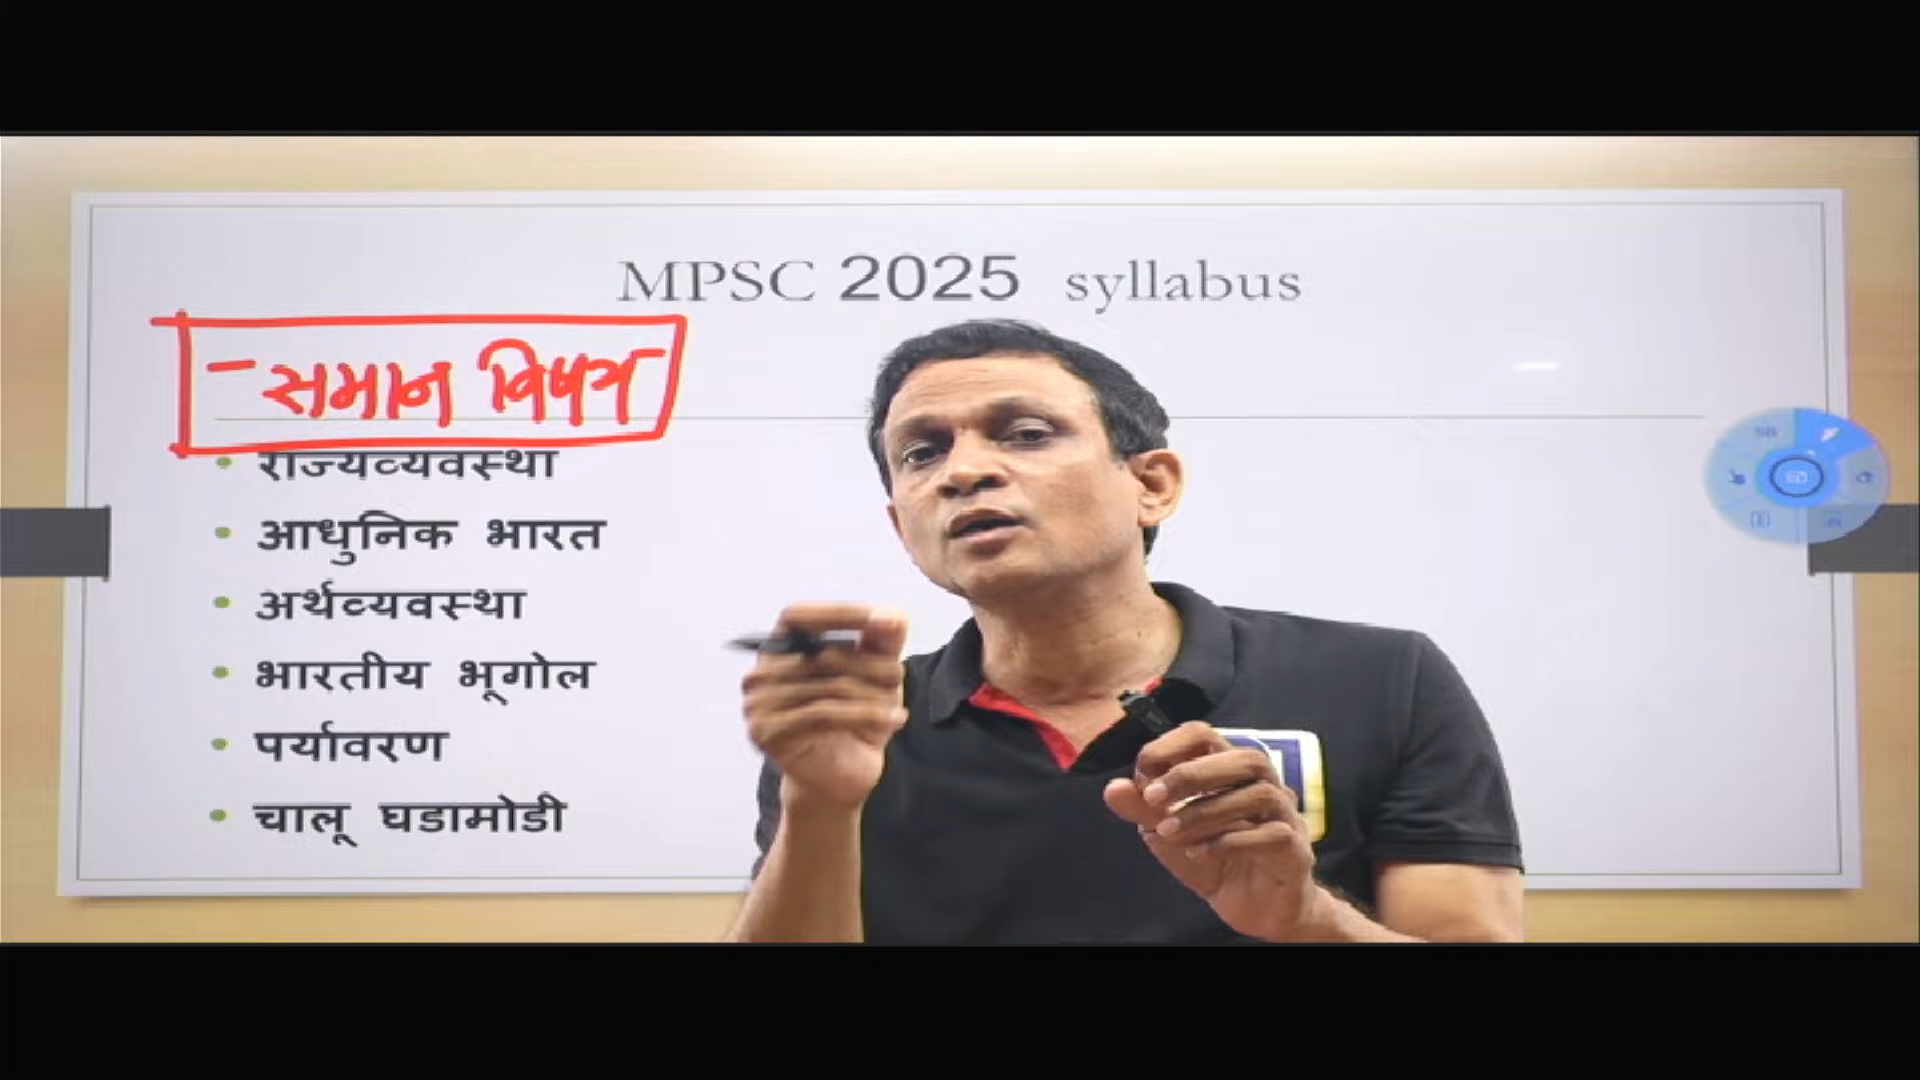 MPSC 2025 syllabus
- समान विषय
• राज्यव्यवस्था
• आधुनिक भारत
• अर्थव्यवस्था
• भारतीय भूगोल
• पर्यावरण
• चालू घडामोडी